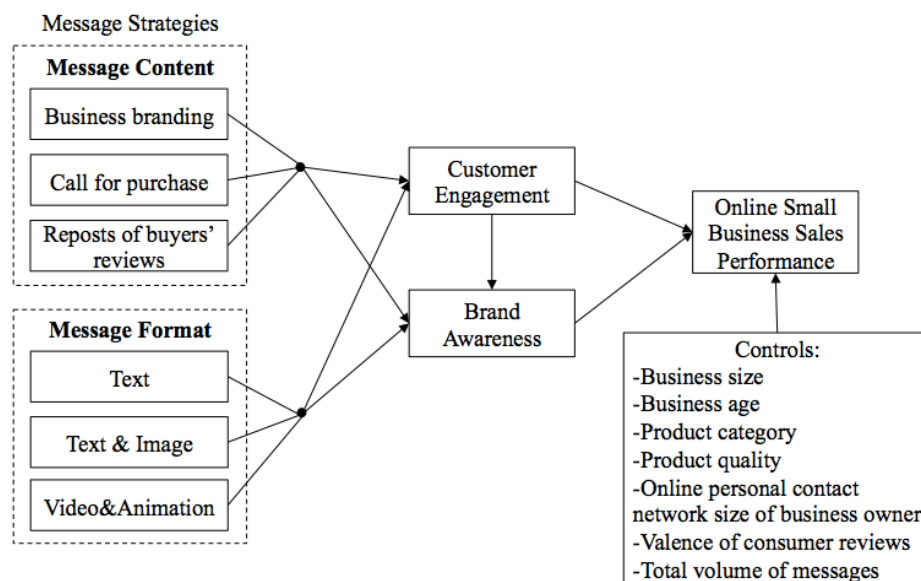 Message Strategies
Message Content
Business branding
Call for purchase
Reposts of buyers'
reviews
Message Format
Text
Text & Image
Video&Animation
Customer
Engagement
Brand
Awareness
Online Small
Business Sales
Performance
Controls:
-Business size
-Business age
-Product category
-Product quality
-Online personal contact
network size of business owner
-Valence of consumer reviews
-Total volume of messages